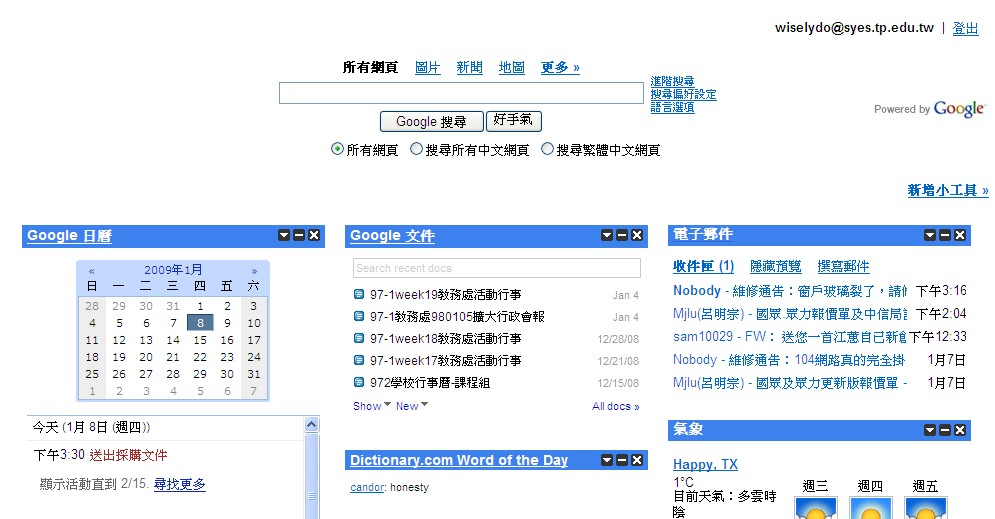 wiselydo@syes.tp.edu.tw | 登出
所有網頁 圖片 新聞 地圖 更多 »
進階搜尋
搜尋偏好設定
語言選項
Google 搜尋 好手氣
Powered by Google™
所有網頁 搜尋所有中文網頁 搜尋繁體中文網頁
新增小工具 »
Google 日曆
« 2009年1月 »
日 一 二 三 四 五 六
28 29 30 31 1 2 3
4 5 6 7 8 9 10
11 12 13 14 15 16 17
18 19 20 21 22 23 24
25 26 27 28 29 30 31
1 2 3 4 5 6 7
今天 (1月 8日 (週四))
下午3:30 送出採購文件
顯示活動直到 2/15. 尋找更多
Google 文件
Search recent docs
97-1week19教務處活動行事 Jan 4
97-1教務處980105擴大行政會報 Jan 4
97-1week18教務處活動行事 12/28/08
97-1week17教務處活動行事 12/21/08
972學校行事曆-課程組 12/15/08
Show New All docs »
Dictionary.com Word of the Day
candor: honesty
電子郵件
收件匣 (1) 隱藏預覽 撰寫郵件
Nobody - 維修通告：窗戶玻璃裂了，請 下午3:16
Mjlu(呂明宗) - 國眾.眾力報價單及中信局 下午2:04
sam10029 - FW： 送您一首江蕙自己新 下午12:33
Nobody - 維修通告：104網路真的完全掛 1月7日
Mjlu(呂明宗) - 國眾及眾力更新版報價單 - 1月7日
氣象
Happy, TX
1°C
目前天氣：多雲時
陰
週三 週四 週五